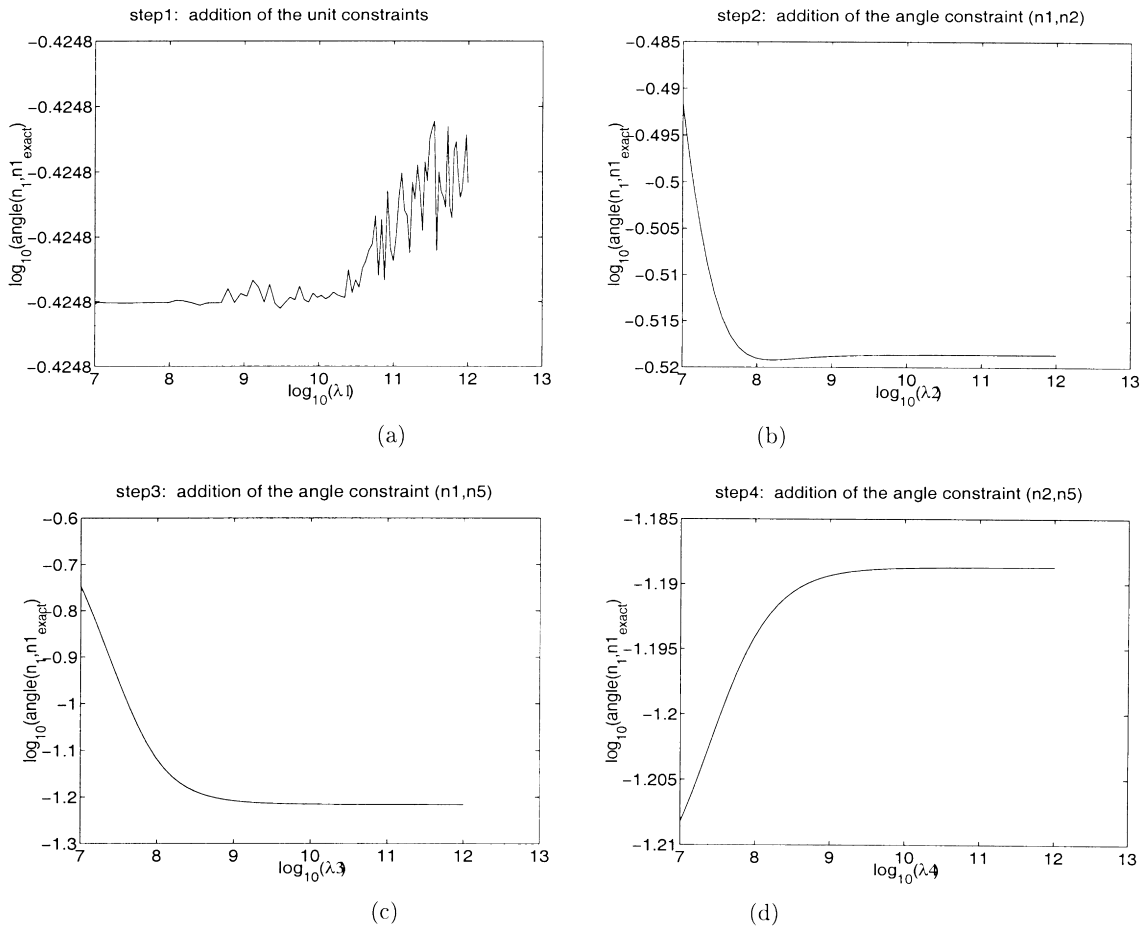 step1: addition of the unit constraints
-0.4248
-0.4248
-0.4248
-0.4248
-0.4248
-0.4248
log10(angle(n1,n1exact)
7 8 9 10 11 12 13
log10(λ1)
(a)
step2: addition of the angle constraint (n1,n2)
-0.485
-0.49
-0.495
-0.5
-0.505
-0.51
-0.515
-0.52
log10(angle(n1,n1exact)
7 8 9 10 11 12 13
log10(λ2)
(b)
step3: addition of the angle constraint (n1,n5)
-0.6
-0.7
-0.8
-0.9
-1
-1.1
-1.2
-1.3
log10(angle(n1,n1exact)
7 8 9 10 11 12 13
log10(λ3)
(c)
step4: addition of the angle constraint (n2,n5)
-1.185
-1.19
-1.195
-1.2
-1.205
-1.21
log10(angle(n1,n1exact)
7 8 9 10 11 12 13
log10(λ4)
(d)